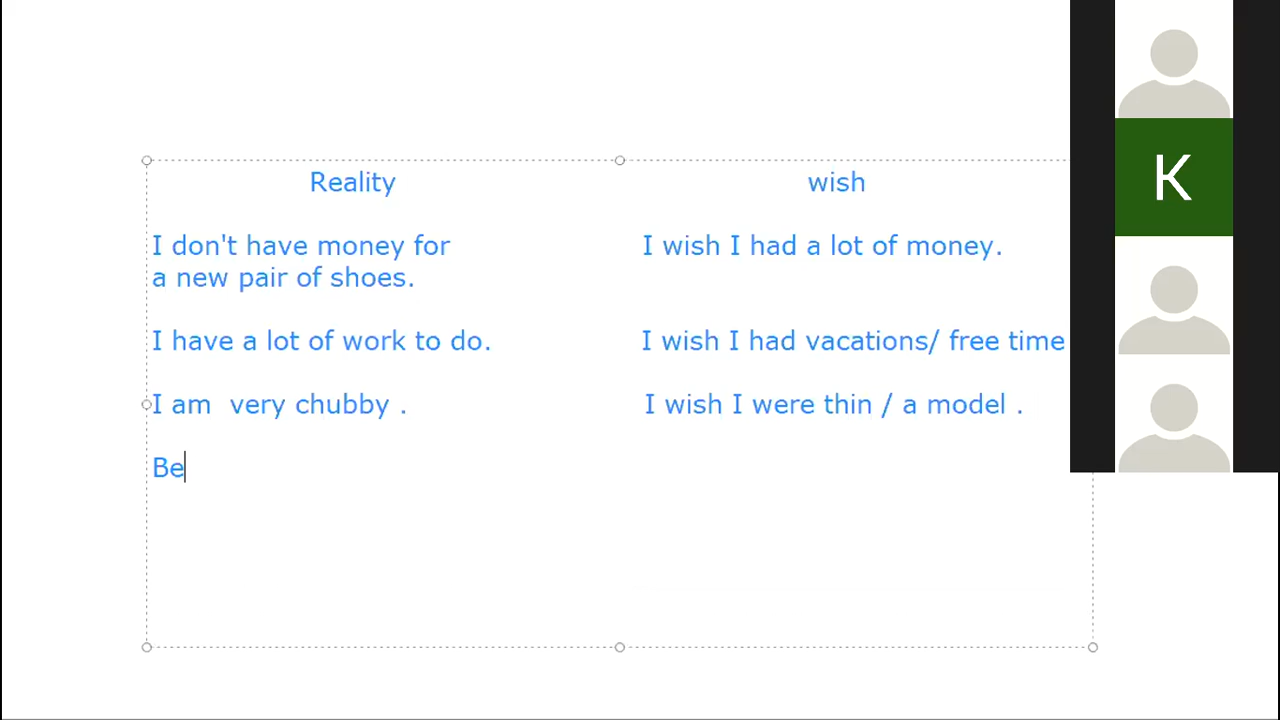 Reality wish
I don't have money for I wish I had a lot of money.
a new pair of shoes.
I have a lot of work to do. I wish I had vacations/ free time
I am  very chubby . I wish I were thin / a model .
Be
K